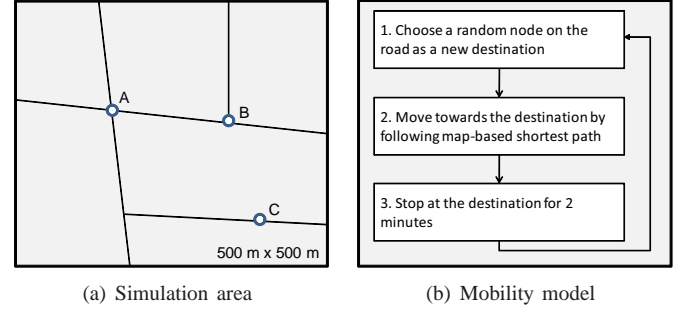 A
B
C
500 m x 500 m
(a) Simulation area
1. Choose a random node on the
road as a new destination
2. Move towards the destination by
following map-based shortest path
3. Stop at the destination for 2
minutes
(b) Mobility model